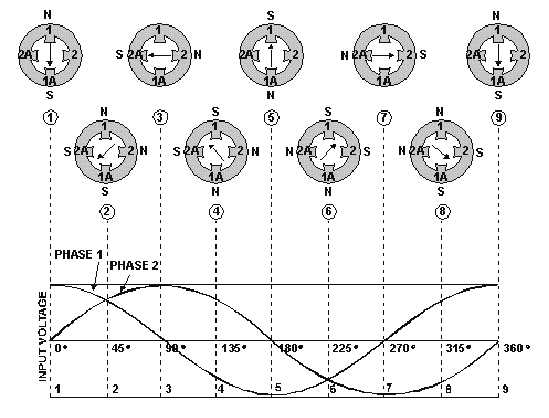 N S N
1 1 1 1 1
2A 2 S 2A 2 N 2A 2 N 2A 2 S 2A 2
1A 1A 1A 1A 1A
S N S
1 3 5 7 9
N S S N
1 1 1 1
S 2A 2 N S 2A 2 N N 2A 2 S N 2A 2 S
1A 1A 1A 1A
S N N S
2 4 6 8
PHASE 1
PHASE 2
INPUT VOLTAGE
0° 45° 90° 135° 180° 225° 270° 315° 360°
1 2 3 4 5 6 7 8 9